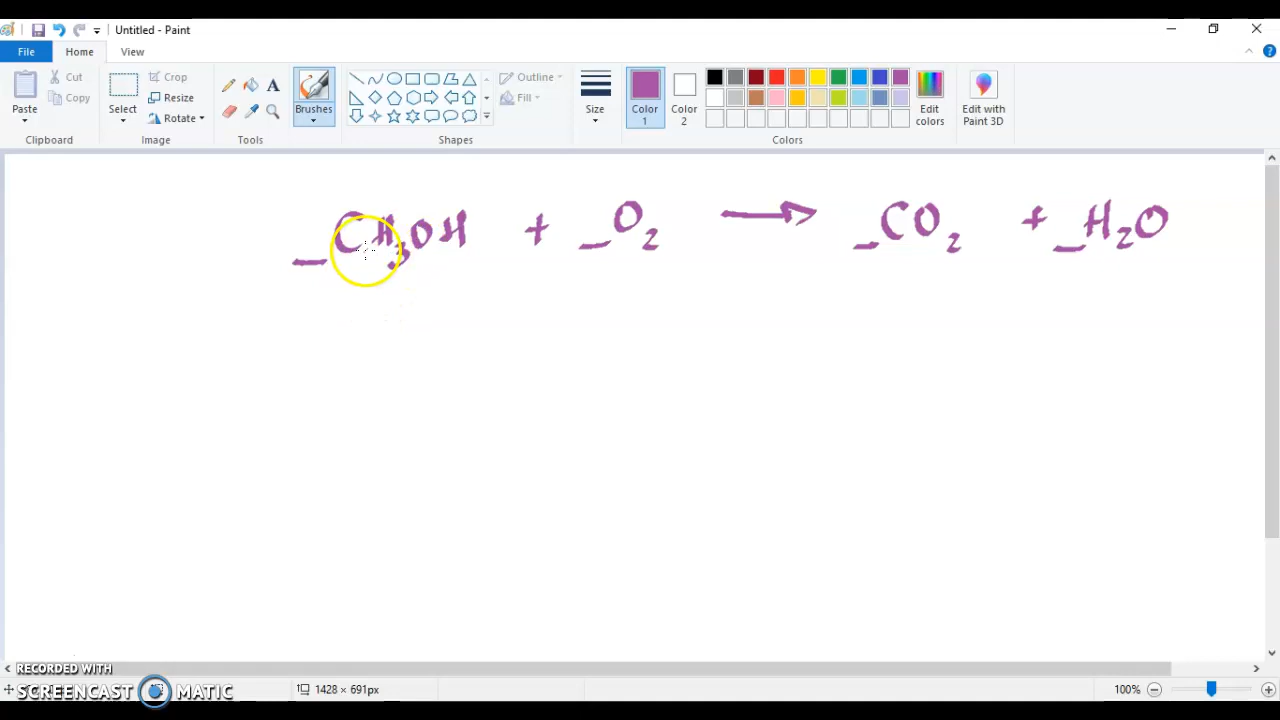 Untitled - Paint
File Home View
Paste Cut Copy Select Crop Resize Rotate Brushes Outline Fill Size Color 1 Color 2 Edit colors Edit with Paint 3D
Clipboard Image Tools Shapes Colors
_CH₃OH + _O₂ → _CO₂ + _H₂O
RECORDED WITH
SCREENCAST MATIC 1428 × 691px 100%